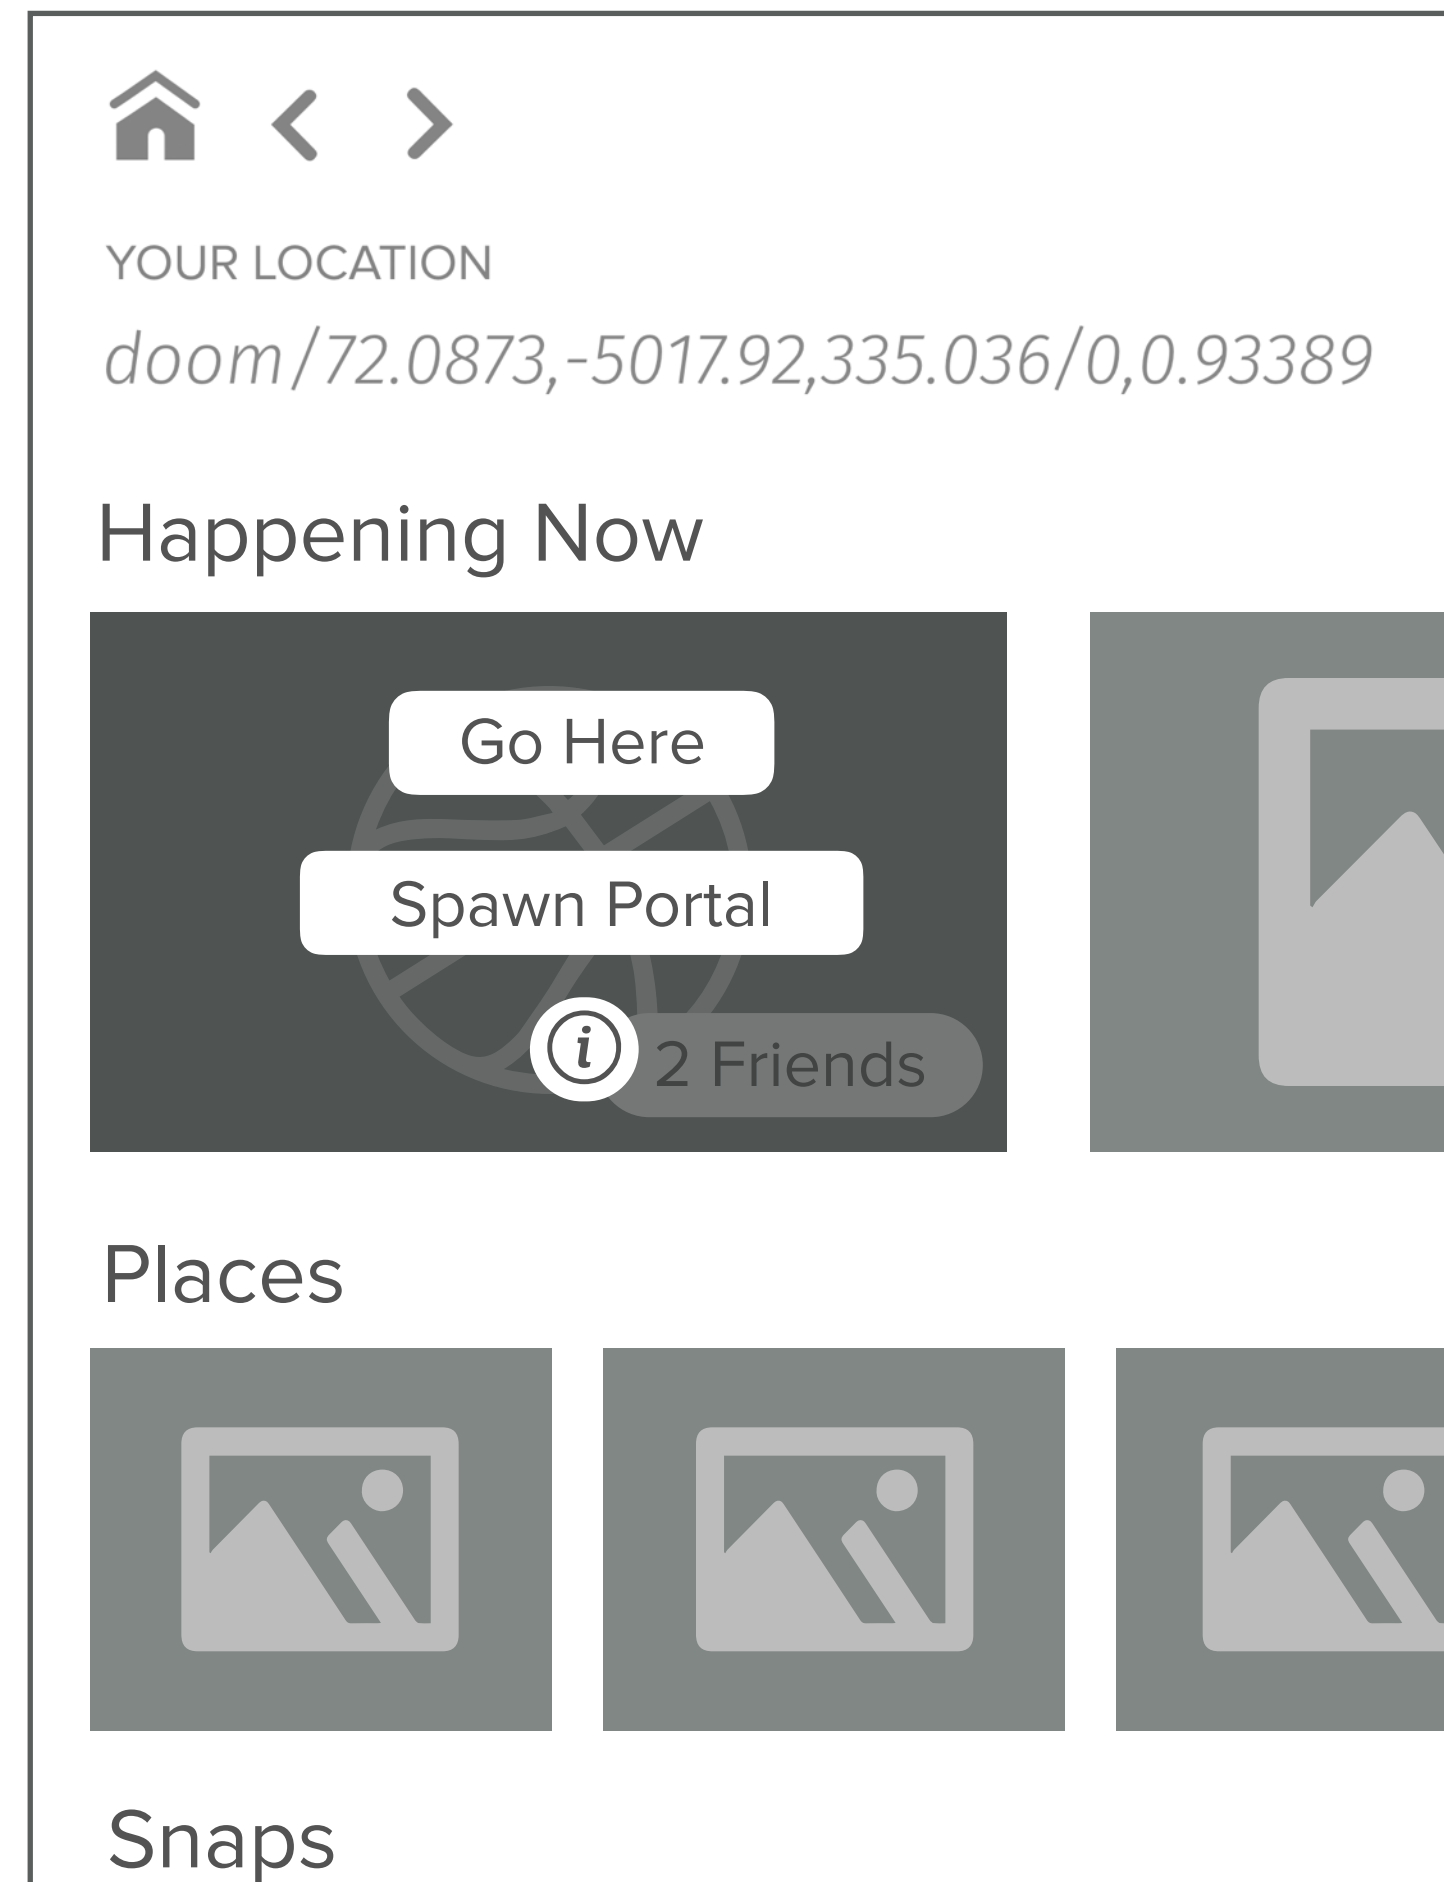 YOUR LOCATION
doom/72.0873,-5017.92,335.036/0,0.93389
Happening Now
Go Here
Spawn Portal
i
2 Friends
Places
Snaps